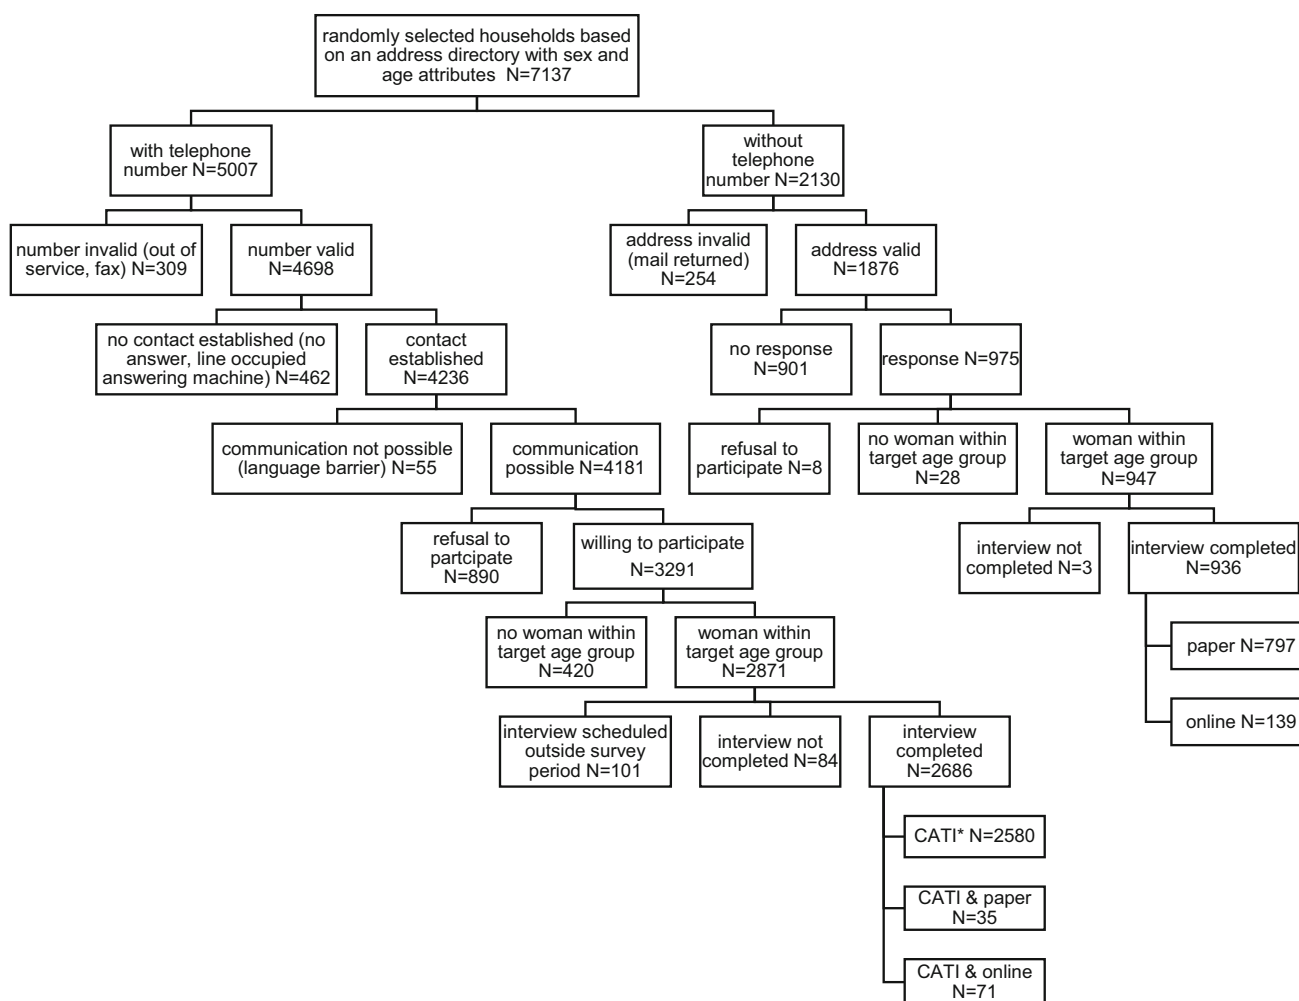 randomly selected households based
on an address directory with sex and
age attributes N=7137
with telephone
number N=5007
without
telephone
number N=2130
number invalid (out of
service, fax) N=309
number valid
N=4698
address invalid
(mail returned)
N=254
address valid
N=1876
no contact established (no
answer, line occupied
answering machine) N=462
contact
established
N=4236
no response
N=901
response N=975
communication not possible
(language barrier) N=55
communication
possible N=4181
refusal to
participate N=8
no woman within
target age group
N=28
woman within
target age group
N=947
refusal to
partcipate
N=890
willing to participate
N=3291
interview not
completed N=3
interview completed
N=936
no woman within
target age group
N=420
woman within
target age group
N=2871
paper N=797
online N=139
interview scheduled
outside survey
period N=101
interview not
completed N=84
interview
completed
N=2686
CATI* N=2580
CATI & paper
N=35
CATI & online
N=71